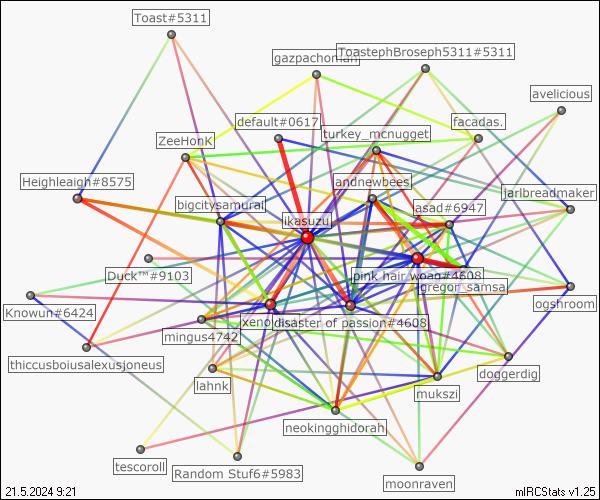 Toast#5311
ToastephBroseph5311#5311
gazpachoman
avelicious
default#0617
facadas.
turkey_mcnugget
ZeeHonK
Heighleaigh#8575
andnewbees
jarlbreadmaker
bigcitysamurai
asad#6947
ikasuzu
Duck™#9103
pink hair woag#4608
gregor_samsa
ogshroom
Knowun#6424
disaster of passion#4608
mingus4742
thiccusboiusalexusjoneus
doggerdig
lahnk
mukszi
neokingghidorah
tescoroll
Random Stuf6#5983
moonraven
21.5.2024 9:21
mIRCStats v1.25